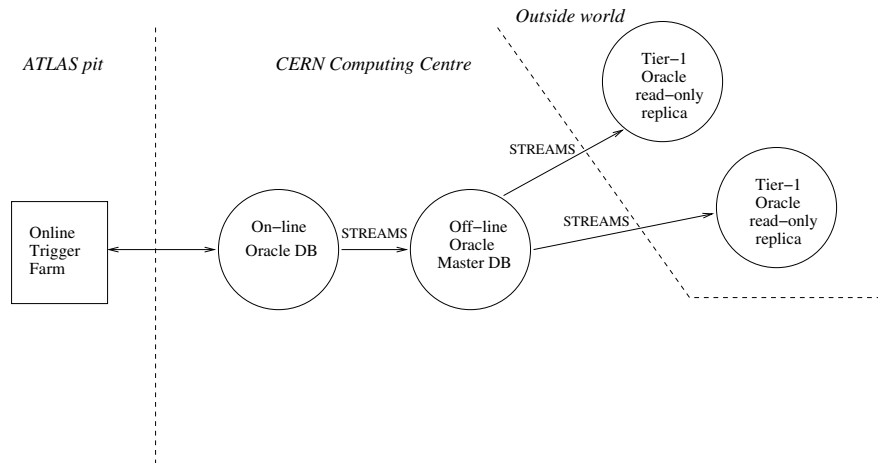 Outside world
ATLAS pit
CERN Computing Centre
Tier−1
Oracle
read−only
replica
STREAMS
Tier−1
Oracle
read−only
replica
STREAMS
Online
Trigger
Farm
On−line
Oracle DB
STREAMS
Off−line
Oracle
Master DB